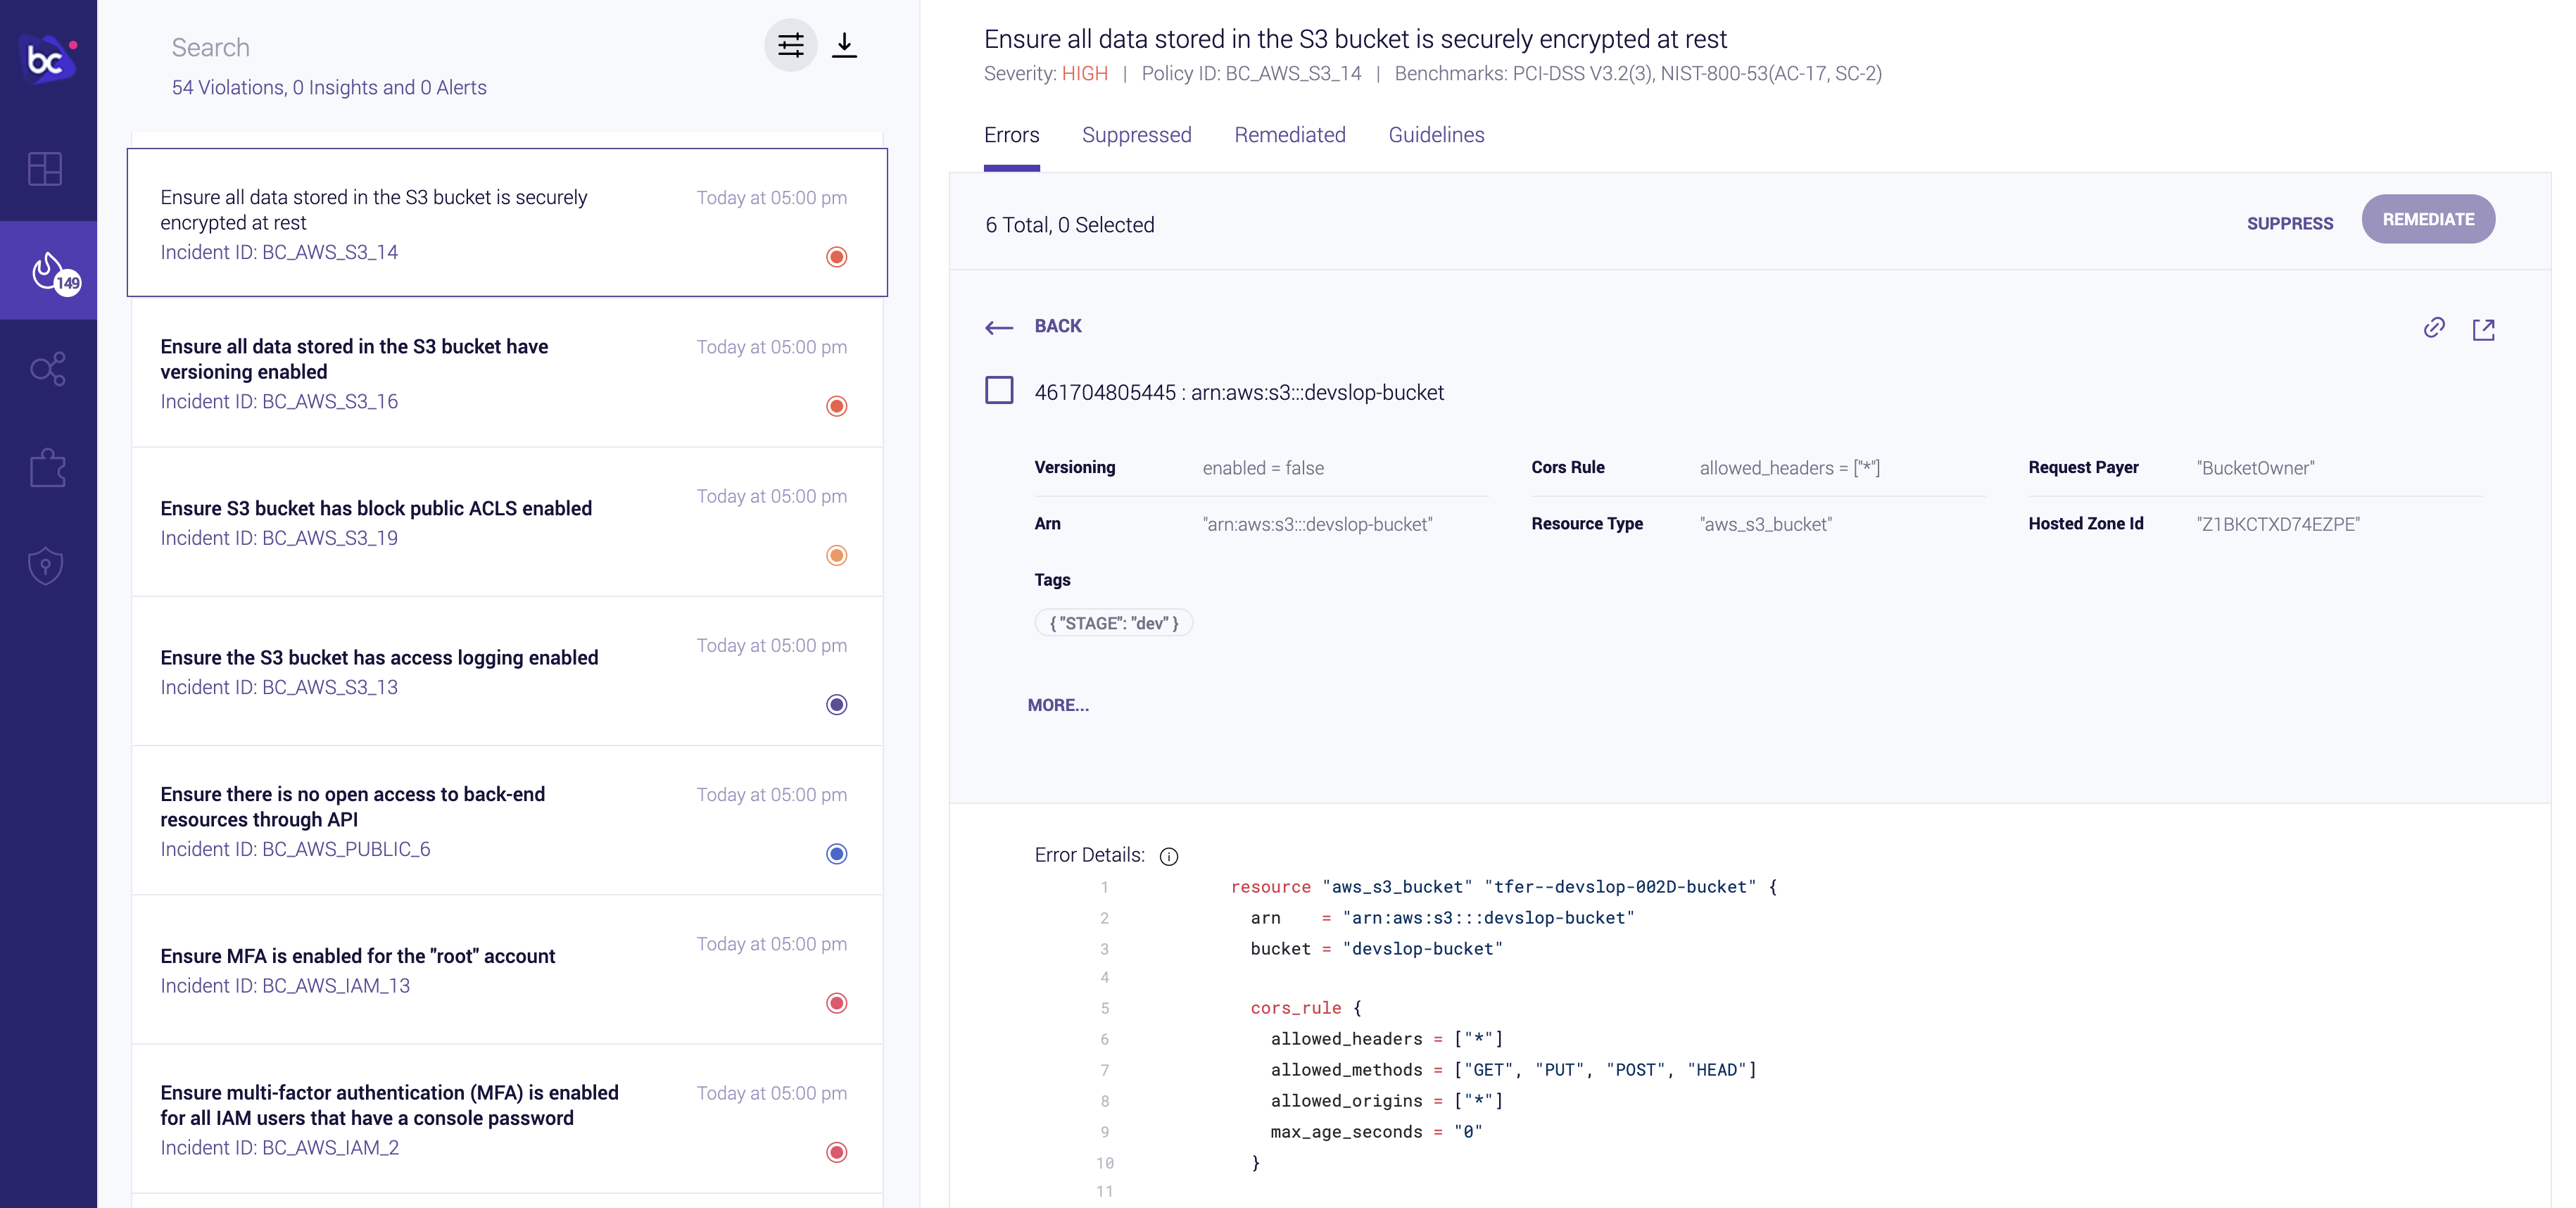 bc
149
Search
54 Violations, 0 Insights and 0 Alerts
Ensure all data stored in the S3 bucket is securely
encrypted at rest
Today at 05:00 pm
Incident ID: BC_AWS_S3_14
Ensure all data stored in the S3 bucket have
versioning enabled
Today at 05:00 pm
Incident ID: BC_AWS_S3_16
Ensure S3 bucket has block public ACLS enabled
Today at 05:00 pm
Incident ID: BC_AWS_S3_19
Ensure the S3 bucket has access logging enabled
Today at 05:00 pm
Incident ID: BC_AWS_S3_13
Ensure there is no open access to back-end
resources through API
Today at 05:00 pm
Incident ID: BC_AWS_PUBLIC_6
Ensure MFA is enabled for the "root" account
Today at 05:00 pm
Incident ID: BC_AWS_IAM_13
Ensure multi-factor authentication (MFA) is enabled
for all IAM users that have a console password
Today at 05:00 pm
Incident ID: BC_AWS_IAM_2
Ensure all data stored in the S3 bucket is securely encrypted at rest
Severity: HIGH | Policy ID: BC_AWS_S3_14 | Benchmarks: PCI-DSS V3.2(3), NIST-800-53(AC-17, SC-2)
Errors Suppressed Remediated Guidelines
6 Total, 0 Selected SUPPRESS REMEDIATE
BACK
461704805445 : arn:aws:s3:::devslop-bucket
Versioning enabled = false Cors Rule allowed_headers = ["*"] Request Payer "BucketOwner"
Arn "arn:aws:s3:::devslop-bucket" Resource Type "aws_s3_bucket" Hosted Zone Id "Z1BKCTXD74EZPE"
Tags
{ "STAGE": "dev" }
MORE...
Error Details:
1 resource "aws_s3_bucket" "tfer--devslop-002D-bucket" {
2 arn = "arn:aws:s3:::devslop-bucket"
3 bucket = "devslop-bucket"
4
5 cors_rule {
6 allowed_headers = ["*"]
7 allowed_methods = ["GET", "PUT", "POST", "HEAD"]
8 allowed_origins = ["*"]
9 max_age_seconds = "0"
10 }
11